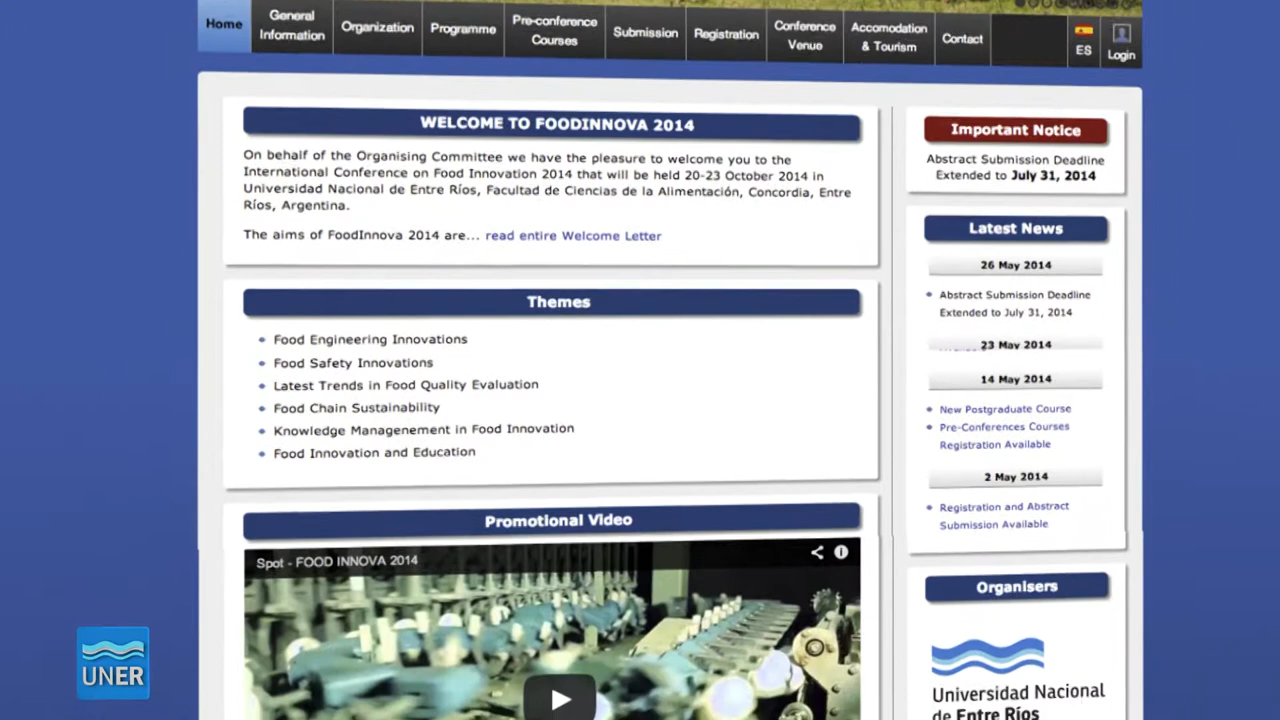 Home
General
Information
Organization
Programme
Pre-conference
Courses
Submission
Registration
Conference
Venue
Accomodation
& Tourism
Contact
ES
Login
WELCOME TO FOODINNOVA 2014
On behalf of the Organising Committee we have the pleasure to welcome you to the
International Conference on Food Innovation 2014 that will be held 20-23 October 2014 in
Universidad Nacional de Entre Ríos, Facultad de Ciencias de la Alimentación, Concordia, Entre
Ríos, Argentina.
The aims of FoodInnova 2014 are... read entire Welcome Letter
Themes
Food Engineering Innovations
Food Safety Innovations
Latest Trends in Food Quality Evaluation
Food Chain Sustainability
Knowledge Managenement in Food Innovation
Food Innovation and Education
Promotional Video
Spot - FOOD INNOVA 2014
Important Notice
Abstract Submission Deadline
Extended to July 31, 2014
Latest News
26 May 2014
Abstract Submission Deadline
Extended to July 31, 2014
23 May 2014
14 May 2014
New Postgraduate Course
Pre-Conferences Courses
Registration Available
2 May 2014
Registration and Abstract
Submission Available
Organisers
Universidad Nacional
de Entre Ríos
UNER